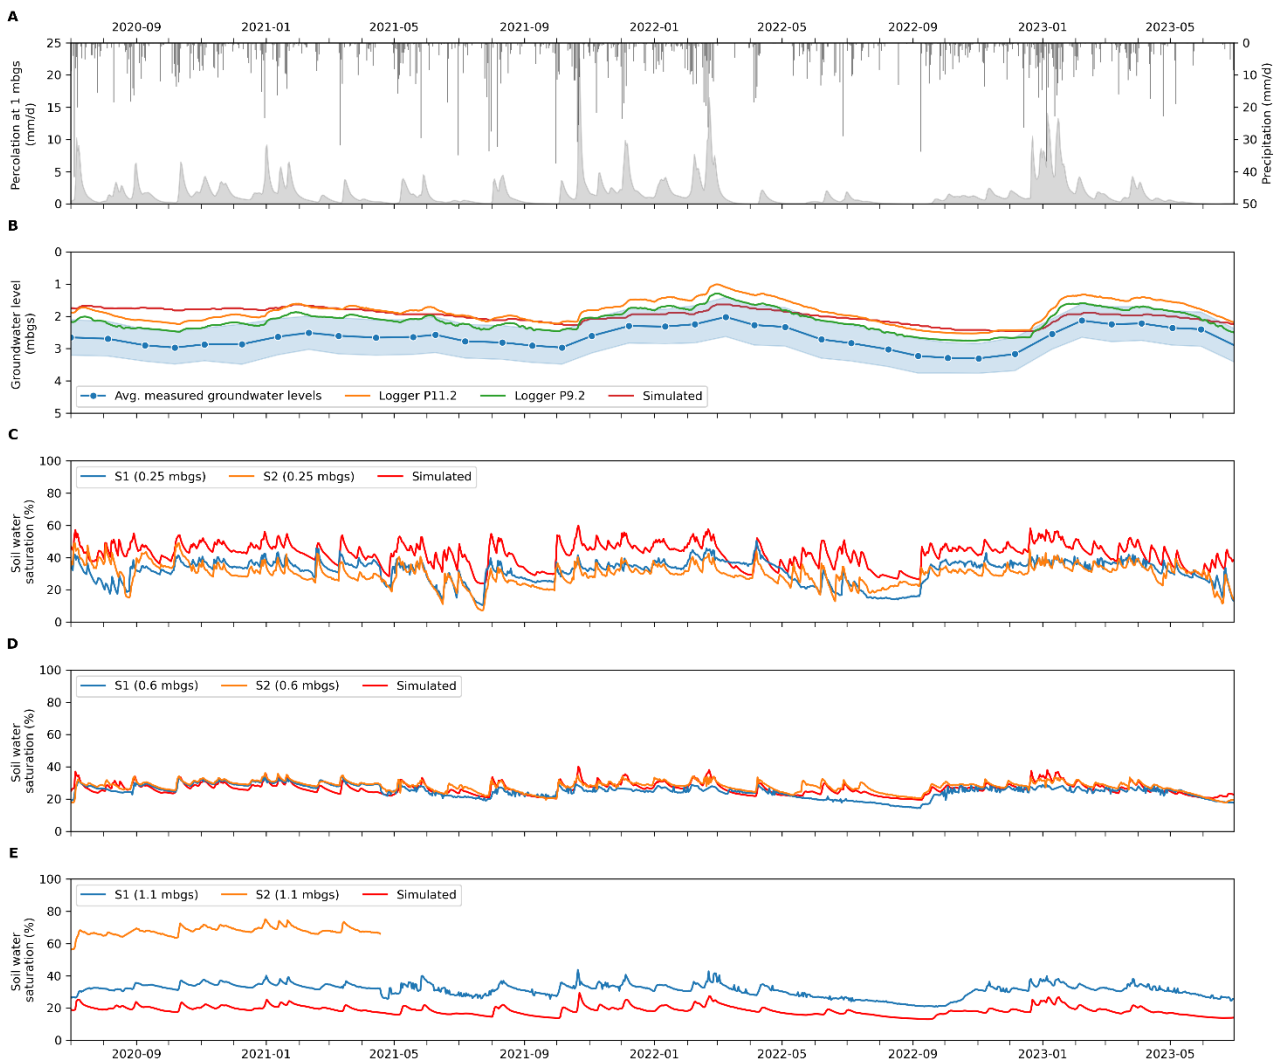 A
2020-09 2021-01 2021-05 2021-09 2022-01 2022-05 2022-09 2023-01 2023-05
Percolation at 1 mbgs
(mm/d)
25
20
15
10
5
0
0
10
20
30
40
50
Precipitation (mm/d)
B
Groundwater level
(mbgs)
0
1
2
3
4
5
Avg. measured groundwater levels Logger P11.2 Logger P9.2 Simulated
C
Soil water
saturation (%)
100
80
60
40
20
0
S1 (0.25 mbgs) S2 (0.25 mbgs) Simulated
D
Soil water
saturation (%)
100
80
60
40
20
0
S1 (0.6 mbgs) S2 (0.6 mbgs) Simulated
E
Soil water
saturation (%)
100
80
60
40
20
0
S1 (1.1 mbgs) S2 (1.1 mbgs) Simulated
2020-09 2021-01 2021-05 2021-09 2022-01 2022-05 2022-09 2023-01 2023-05